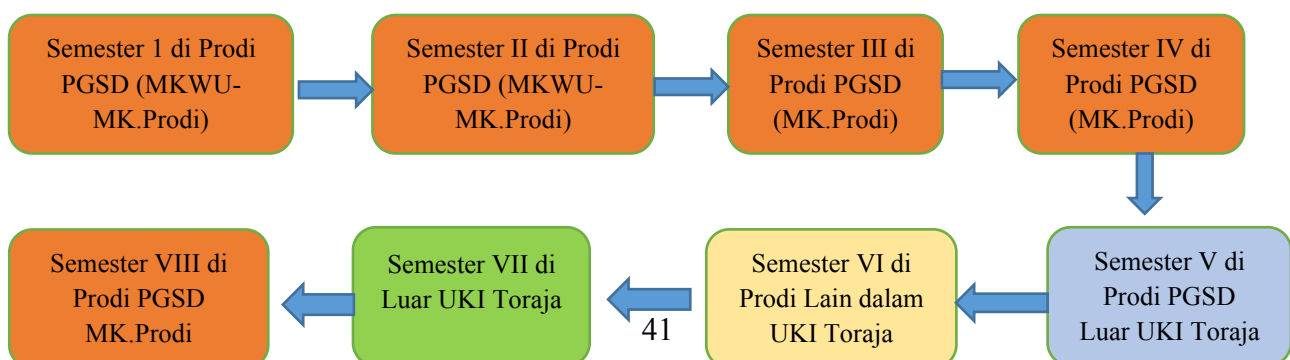 Semester 1 di Prodi
PGSD (MKWU-
MK.Prodi)
Semester II di Prodi
PGSD (MKWU-
MK.Prodi)
Semester III di
Prodi PGSD
(MK.Prodi)
Semester IV di
Prodi PGSD
(MK.Prodi)
Semester V di
Prodi PGSD
Luar UKI Toraja
Semester VI di
Prodi Lain dalam
UKI Toraja
Semester VII di
Luar UKI Toraja
Semester VIII di
Prodi PGSD
MK.Prodi
41